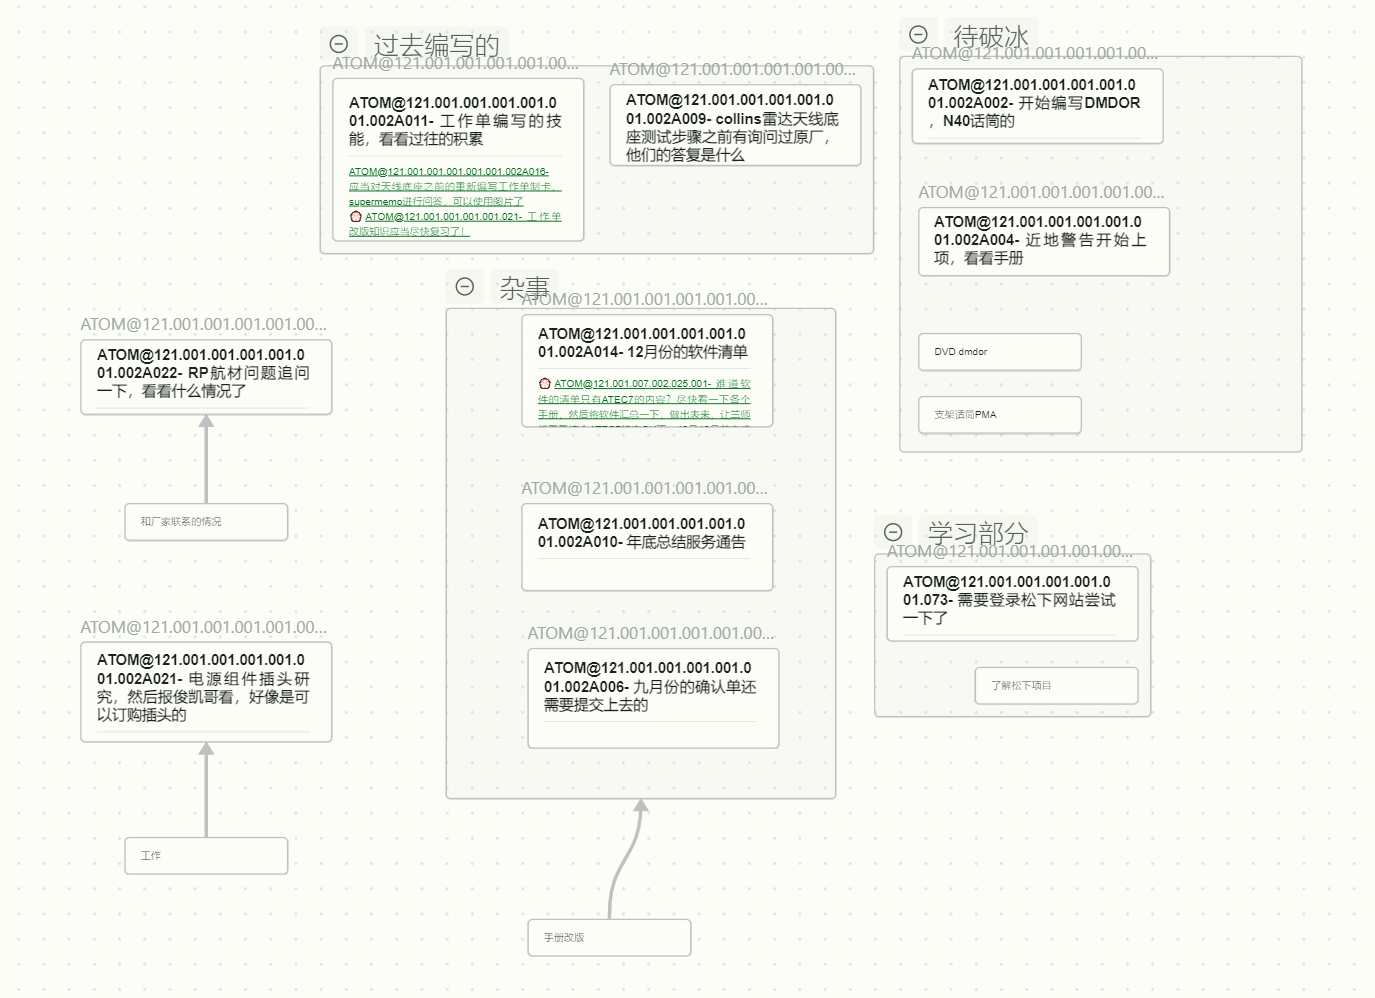 过去编写的
ATOM@121.001.001.001.001.00...
ATOM@121.001.001.001.001.0
01.002A011- 工作单编写的技
能，看看过往的积累
ATOM@121.001.001.001.001.001.002A016-
应当对天线底座之前的重新编写工作单制卡，
supermemo进行问答，可以使用图片了
ATOM@121.001.001.001.001.021- 工作单
改版知识应当尽快复习了！
ATOM@121.001.001.001.001.00...
ATOM@121.001.001.001.001.0
01.002A009- collins雷达天线底
座测试步骤之前有询问过原厂，
他们的答复是什么
待破冰
ATOM@121.001.001.001.001.00...
ATOM@121.001.001.001.001.0
01.002A002- 开始编写DMDOR
，N40话筒的
ATOM@121.001.001.001.001.00...
ATOM@121.001.001.001.001.0
01.002A004- 近地警告开始上
项，看看手册
DVD dmdor
支架话筒PMA
杂事
ATOM@121.001.001.001.001.00...
ATOM@121.001.001.001.001.0
01.002A014- 12月份的软件清单
ATOM@121.001.007.002.025.001- 难道软
件的清单只有ATEC7的内容？尽快看一下各个
手册，然后将软件汇总一下，做出表来，让兰师
ATOM@121.001.001.001.001.00...
ATOM@121.001.001.001.001.0
01.002A010- 年底总结服务通告
ATOM@121.001.001.001.001.00...
ATOM@121.001.001.001.001.0
01.002A006- 九月份的确认单还
需要提交上去的
ATOM@121.001.001.001.001.00...
ATOM@121.001.001.001.001.0
01.002A022- RP航材问题追问
一下，看看什么情况了
和厂家联系的情况
ATOM@121.001.001.001.001.00...
ATOM@121.001.001.001.001.0
01.002A021- 电源组件插头研
究，然后报俊凯哥看，好像是可
以订购插头的
工作
学习部分
ATOM@121.001.001.001.001.00...
ATOM@121.001.001.001.001.0
01.073- 需要登录松下网站尝试
一下了
了解松下项目
手册改版